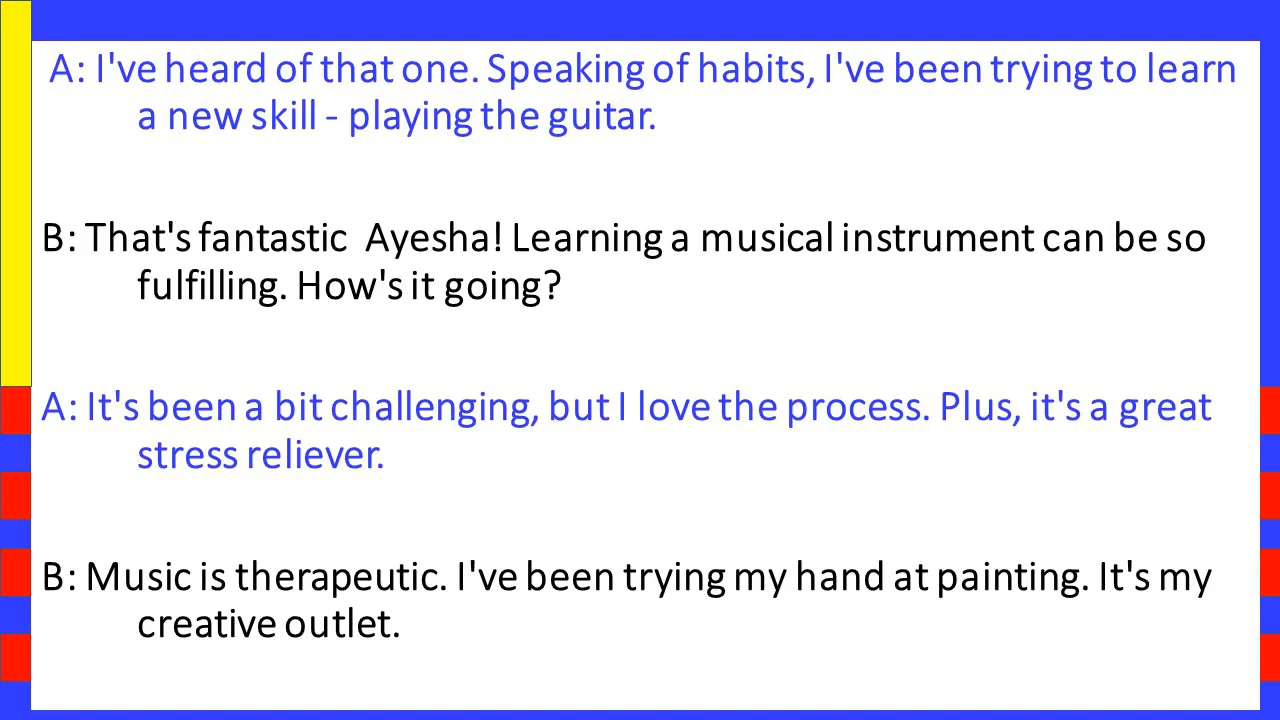 A: I've heard of that one. Speaking of habits, I've been trying to learn
a new skill - playing the guitar.
B: That's fantastic  Ayesha! Learning a musical instrument can be so
fulfilling. How's it going?
A: It's been a bit challenging, but I love the process. Plus, it's a great
stress reliever.
B: Music is therapeutic. I've been trying my hand at painting. It's my
creative outlet.